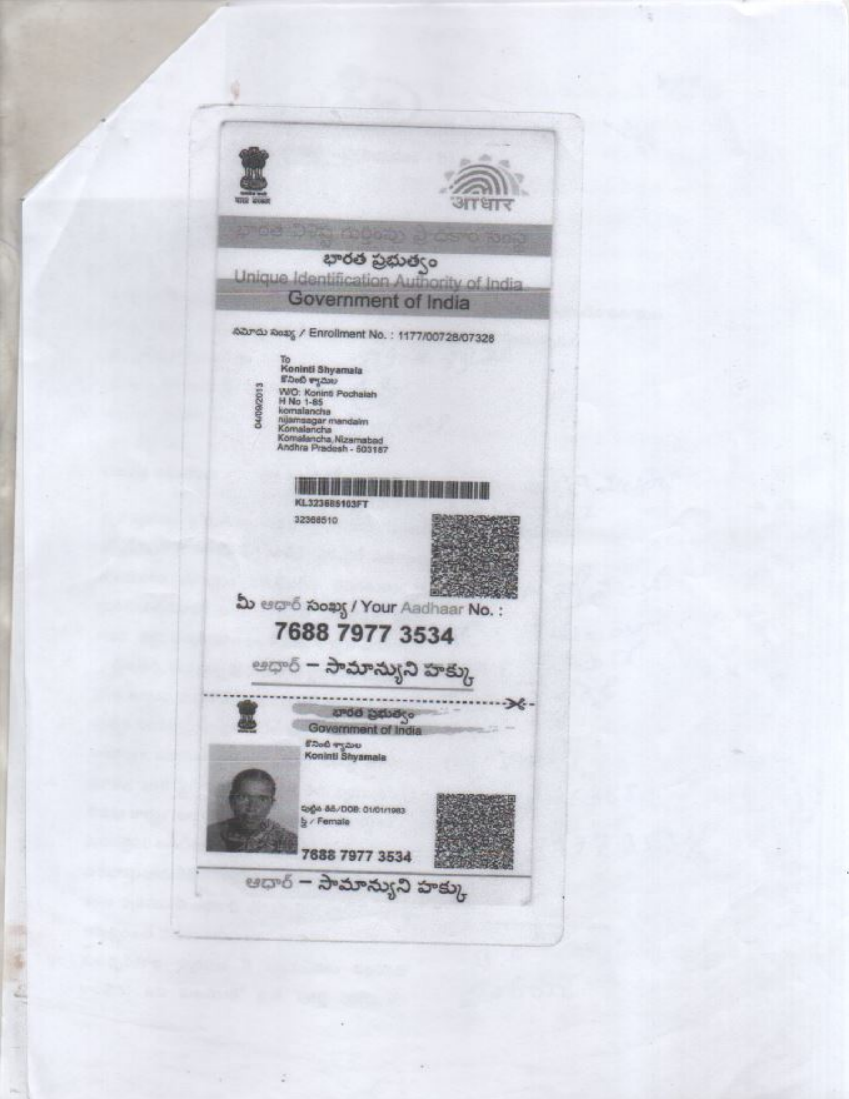 भारत सरकार
आधार
భారత విశిష్ట గుర్తింపు ప్రాధికార సంస్థ
భారత ప్రభుత్వం
Unique Identification Authority of India
Government of India
నమోదు సంఖ్య / Enrollment No. : 1177/00728/07328
To
Koninti Shyamala
కొనింటి శ్యామల
W/O: Koninti Pochaiah
H No 1-85
komalancha
nijamsagar mandalm
Komalancha
Komalancha, Nizamabad
Andhra Pradesh - 503187
04/09/2013
KL323685103FT
32368510
మీ ఆధార్ సంఖ్య / Your Aadhaar No. :
7688 7977 3534
ఆధార్ – సామాన్యుని హక్కు
భారత ప్రభుత్వం
Government of India
కొనింటి శ్యామల
Koninti Shyamala
పుట్టిన తేదీ/DOB: 01/01/1983
స్త్రీ / Female
7688 7977 3534
ఆధార్ – సామాన్యుని హక్కు